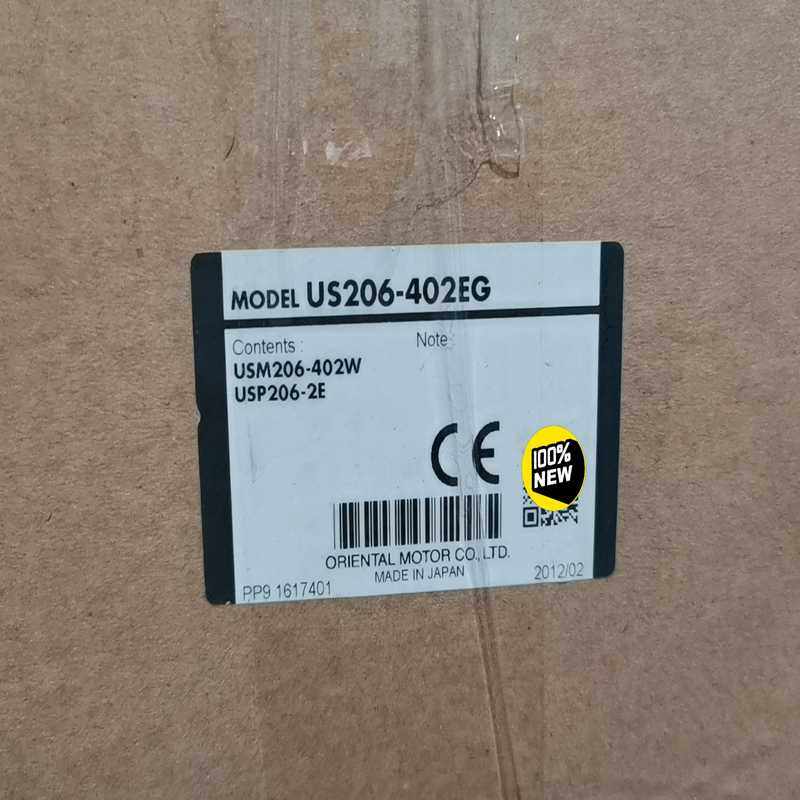 MODEL US206-402EG
Contents : Note :
USM206-402W
USP206-2E
CE
100%
NEW
ORIENTAL MOTOR CO., LTD.
MADE IN JAPAN
PP9 1617401 2012/02